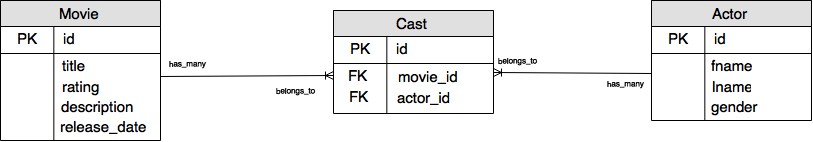 Movie
PK id
title
rating
description
release_date
has_many
belongs_to
Cast
PK id
FK movie_id
FK actor_id
belongs_to
has_many
Actor
PK id
fname
lname
gender